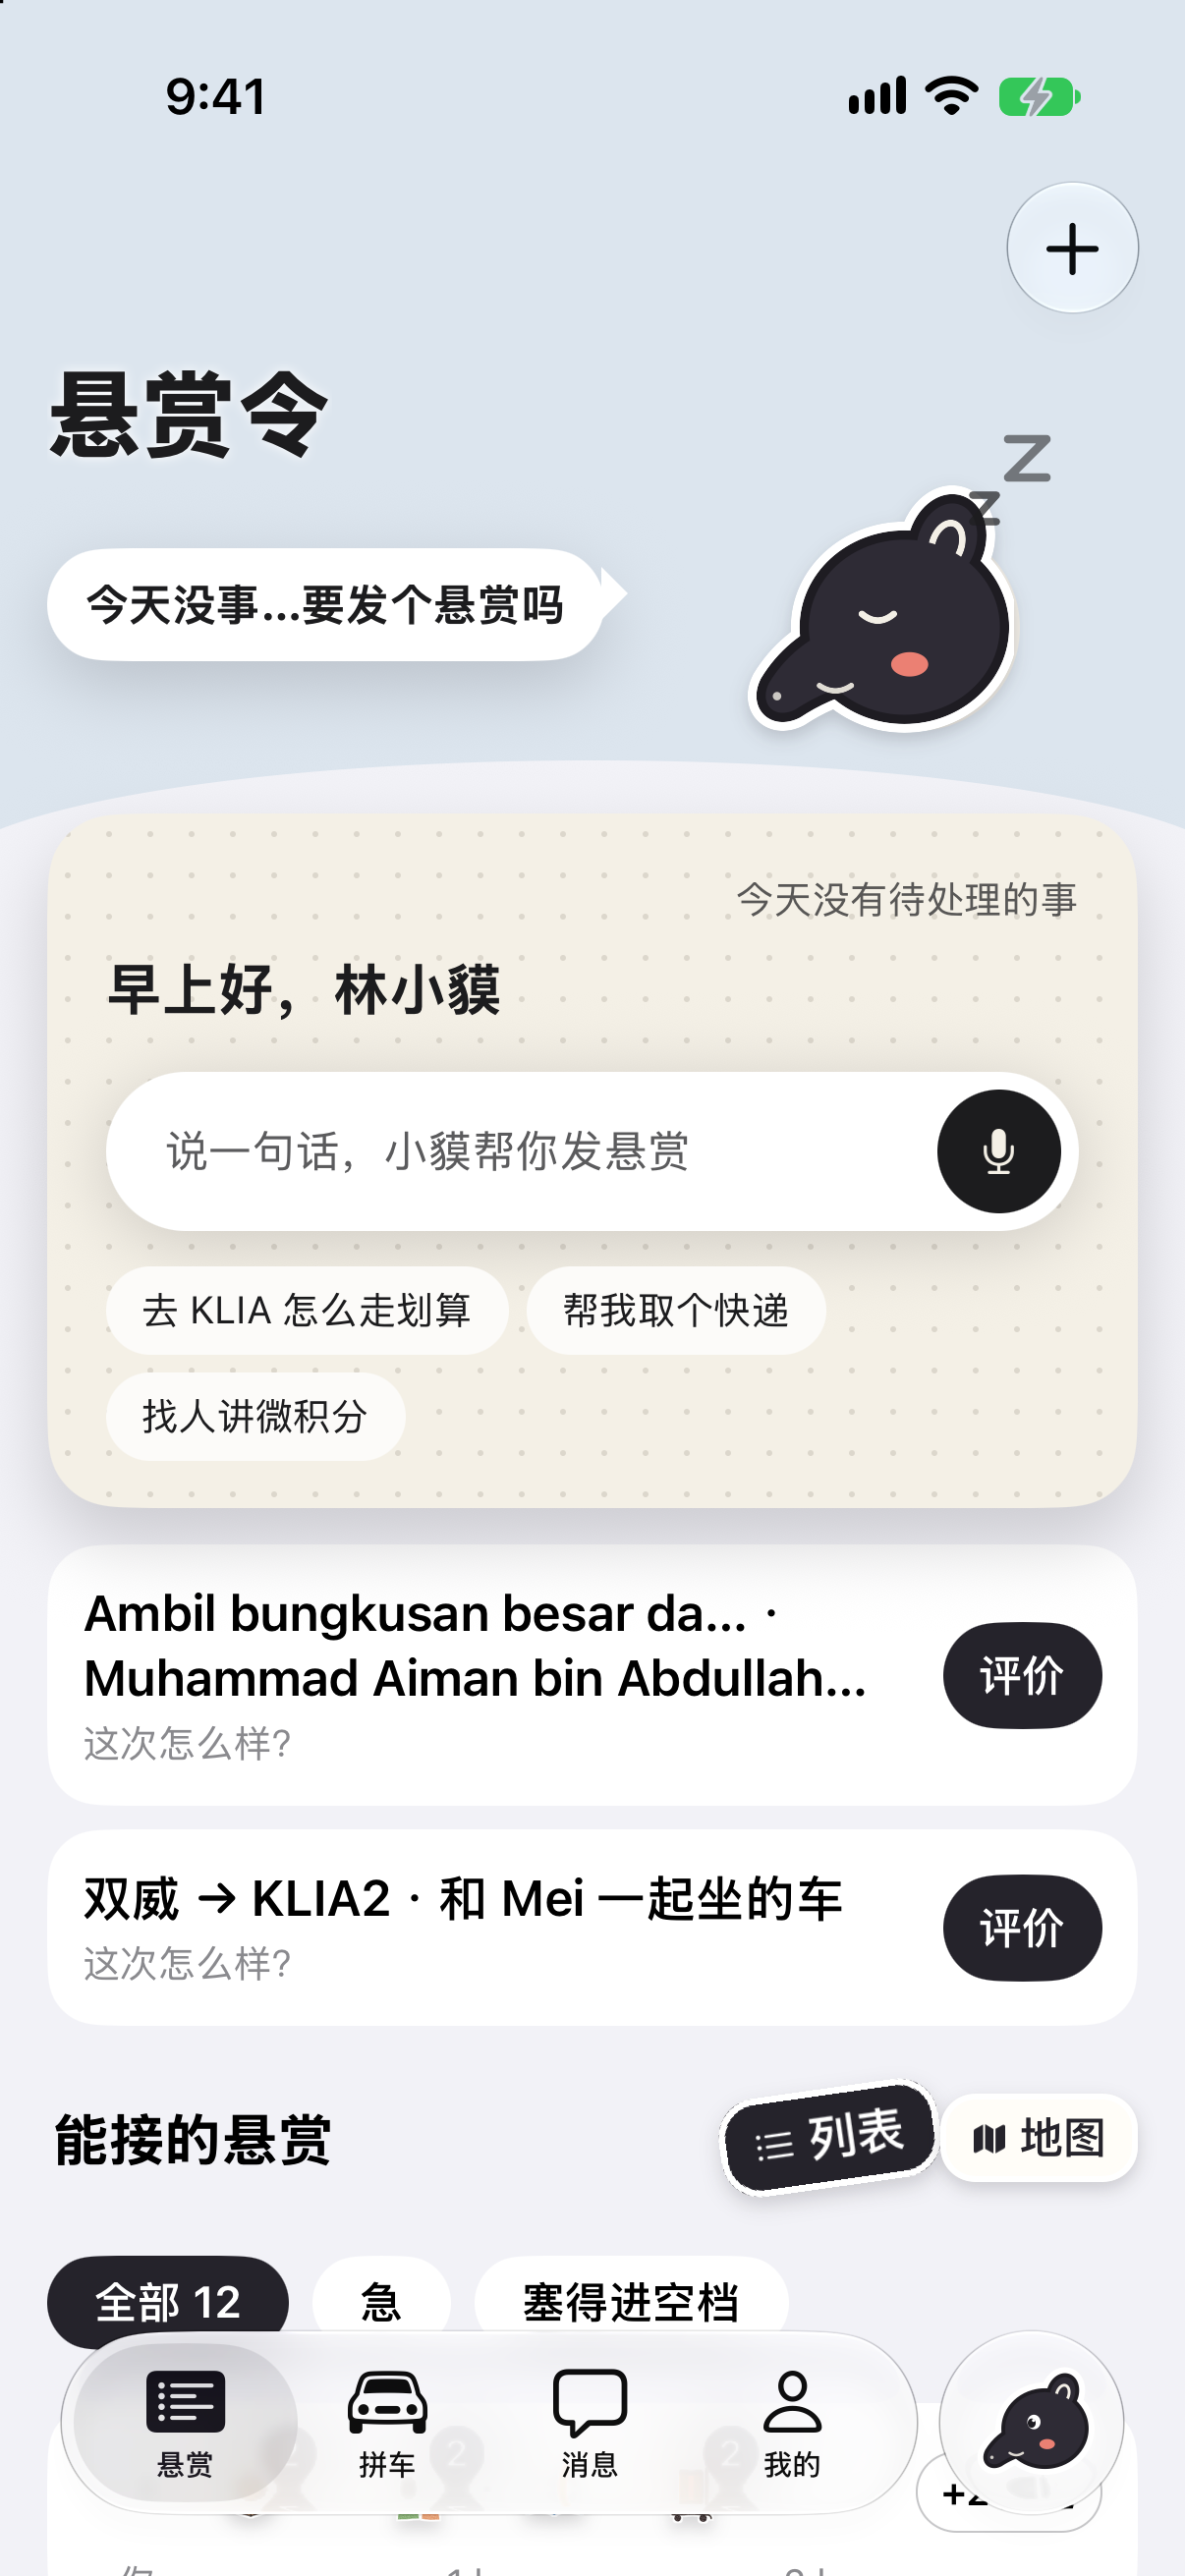 9:41
悬赏令
Z
z
今天没事...要发个悬赏吗
今天没有待处理的事
早上好，林小貘
说一句话，小貘帮你发悬赏
去 KLIA 怎么走划算
帮我取个快递
找人讲微积分
Ambil bungkusan besar da... ·
Muhammad Aiman bin Abdullah...
这次怎么样?
评价
双威 → KLIA2 · 和 Mei 一起坐的车
这次怎么样?
评价
能接的悬赏
列表
地图
全部 12
急
塞得进空档
2
2
悬赏
拼车
消息
我的